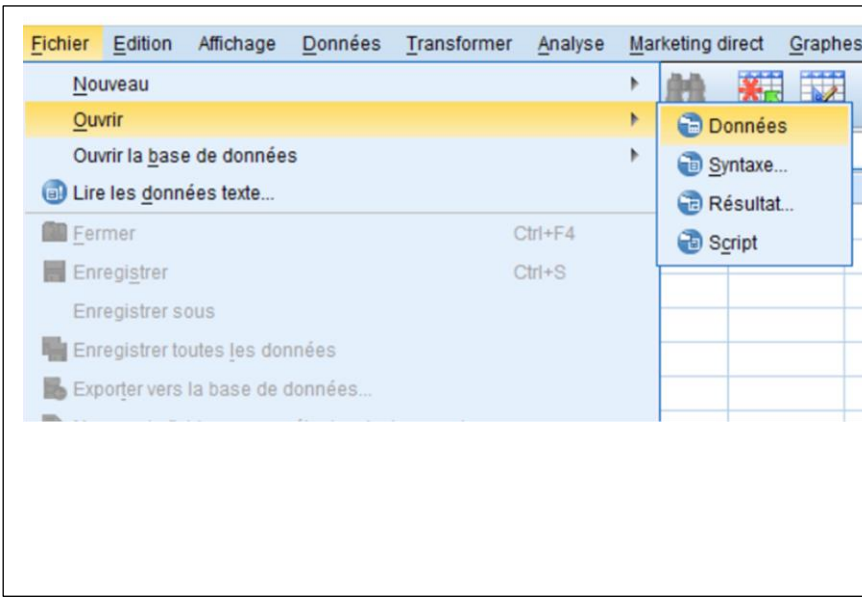 Fichier Edition Affichage Données Transformer Analyse Marketing direct Graphes
Nouveau
Ouvrir
Ouvrir la base de données
Lire les données texte...
Fermer Ctrl+F4
Enregistrer Ctrl+S
Enregistrer sous
Enregistrer toutes les données
Exporter vers la base de données...
Données
Syntaxe...
Résultat...
Script